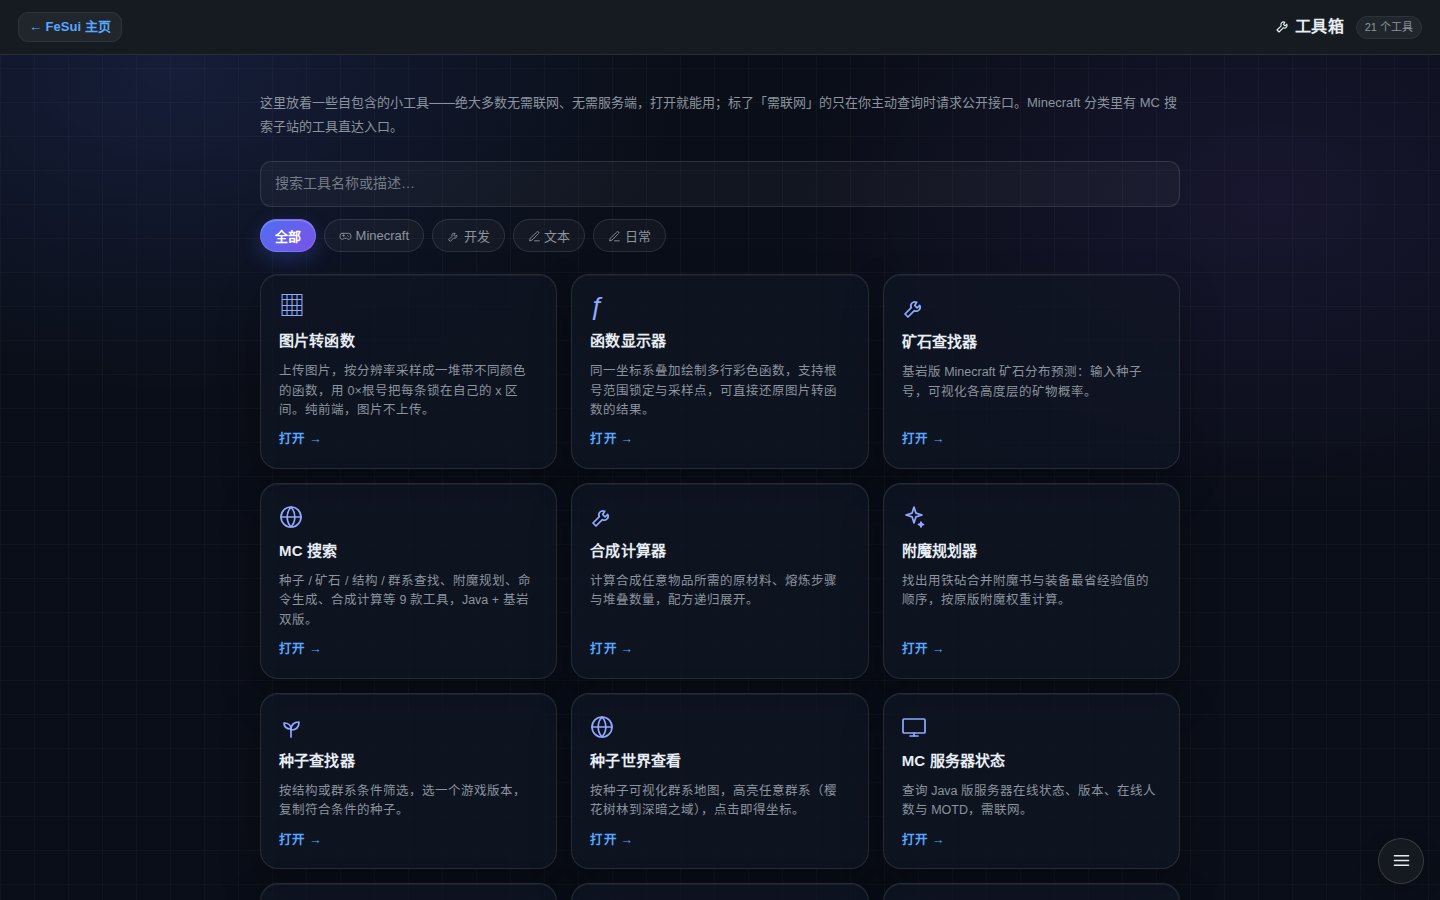 ← FeSui 主页
工具箱
21 个工具
这里放着一些自包含的小工具——绝大多数无需联网、无需服务端，打开就能用；标了「需联网」的只在你主动查询时请求公开接口。Minecraft 分类里有 MC 搜
索子站的工具直达入口。
搜索工具名称或描述…
全部
Minecraft
开发
文本
日常
图片转函数
上传图片，按分辨率采样成一堆带不同颜色
的函数，用 0×根号把每条锁在自己的 x 区
间。纯前端，图片不上传。
打开 →
ƒ
函数显示器
同一坐标系叠加绘制多行彩色函数，支持根
号范围锁定与采样点，可直接还原图片转函
数的结果。
打开 →
矿石查找器
基岩版 Minecraft 矿石分布预测：输入种子
号，可视化各高度层的矿物概率。
打开 →
MC 搜索
种子 / 矿石 / 结构 / 群系查找、附魔规划、命
令生成、合成计算等 9 款工具，Java + 基岩
双版。
打开 →
合成计算器
计算合成任意物品所需的原材料、熔炼步骤
与堆叠数量，配方递归展开。
打开 →
附魔规划器
找出用铁砧合并附魔书与装备最省经验值的
顺序，按原版附魔权重计算。
打开 →
种子查找器
按结构或群系条件筛选，选一个游戏版本，
复制符合条件的种子。
打开 →
种子世界查看
按种子可视化群系地图，高亮任意群系（樱
花树林到深暗之域），点击即得坐标。
打开 →
MC 服务器状态
查询 Java 版服务器在线状态、版本、在线人
数与 MOTD，需联网。
打开 →